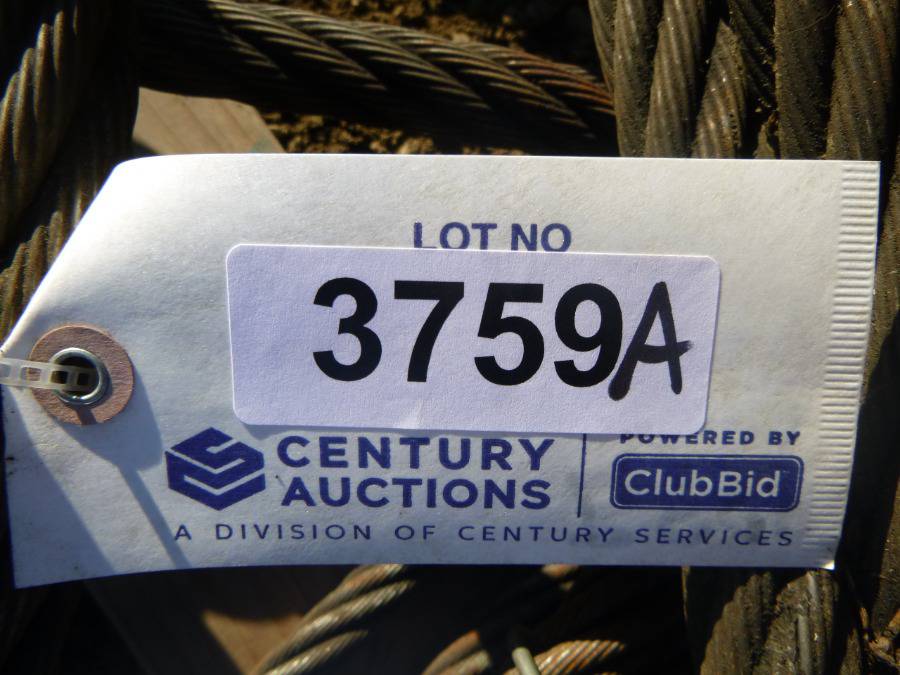 LOT NO
3759A
CENTURY
AUCTIONS
A DIVISION OF CENTURY SERVICES
POWERED BY
ClubBid